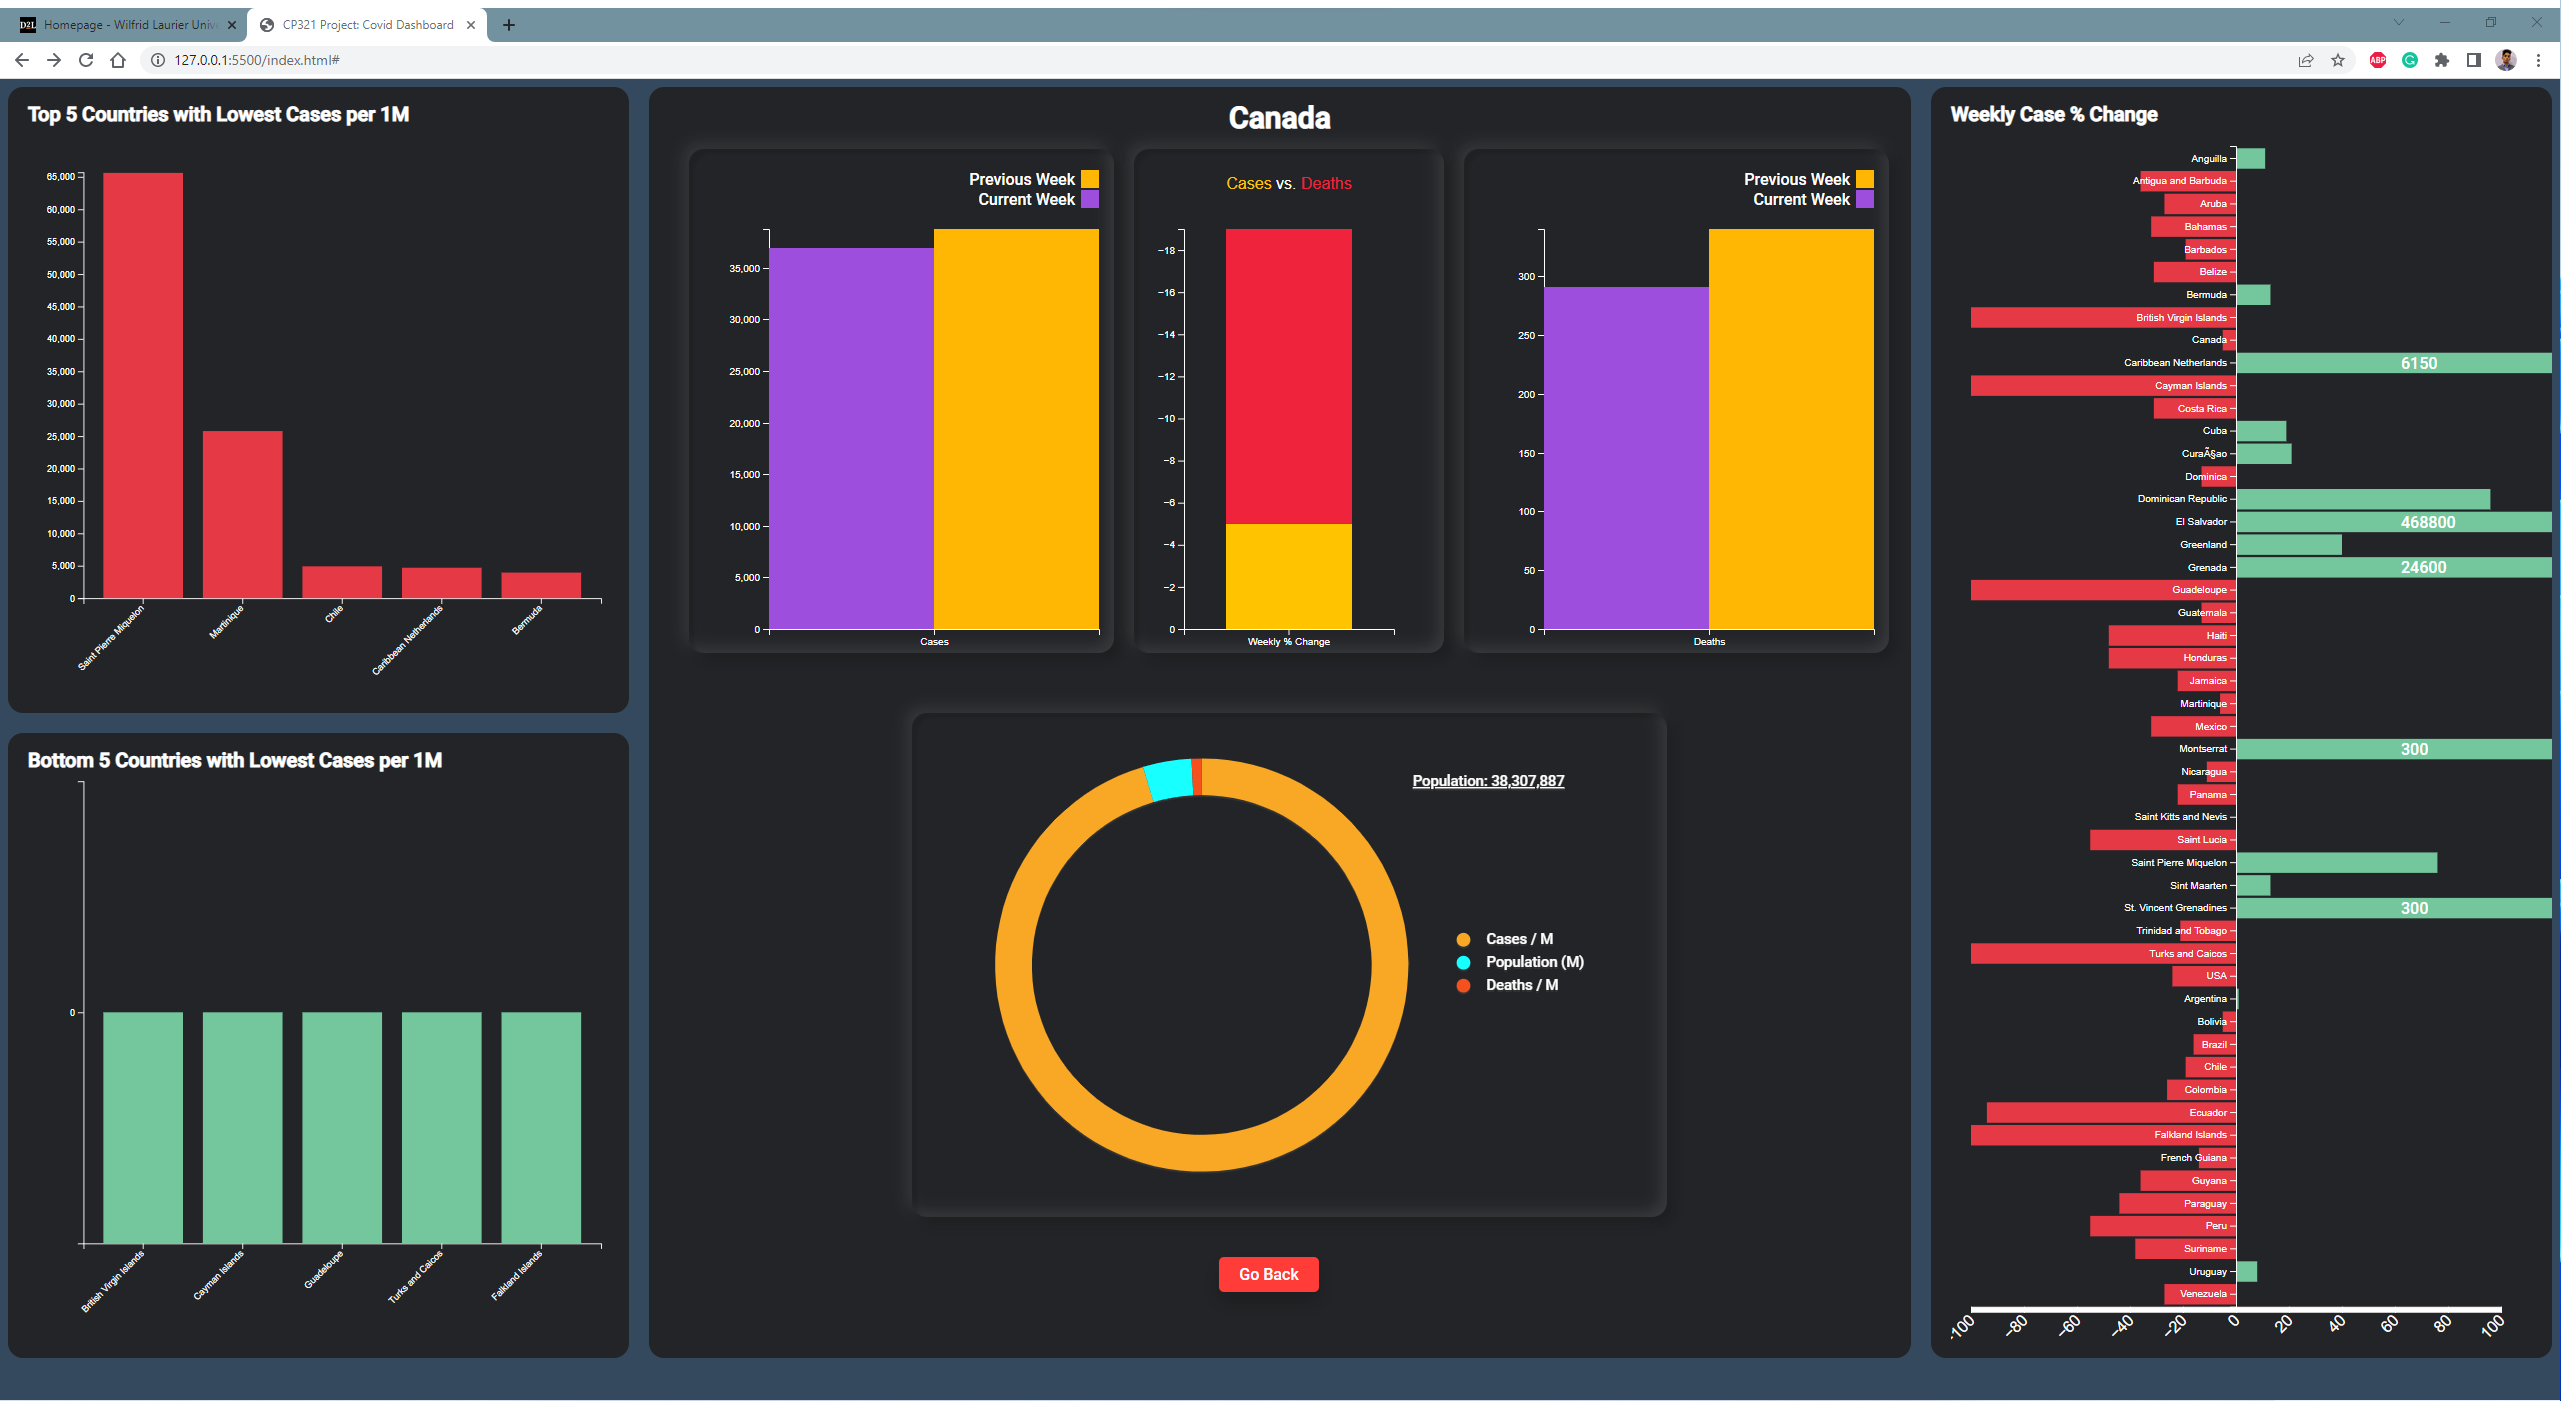 Homepage - Wilfrid Laurier Univ
CP321 Project: Covid Dashboard
127.0.0.1:5500/index.html#
ABP
Top 5 Countries with Lowest Cases per 1M
65,000
60,000
55,000
50,000
45,000
40,000
35,000
30,000
25,000
20,000
15,000
10,000
5,000
0
Saint Pierre Miquelon
Martinique
Chile
Caribbean Netherlands
Bermuda
Bottom 5 Countries with Lowest Cases per 1M
0
British Virgin Islands
Cayman Islands
Guadeloupe
Turks and Caicos
Falkland Islands
Canada
Previous Week
Current Week
35,000
30,000
25,000
20,000
15,000
10,000
5,000
0
Cases
Cases vs. Deaths
−18
−16
−14
−12
−10
−8
−6
−4
−2
0
Weekly % Change
Previous Week
Current Week
300
250
200
150
100
50
0
Deaths
Population: 38,307,887
Cases / M
Population (M)
Deaths / M
Go Back
Weekly Case % Change
Anguilla
Antigua and Barbuda
Aruba
Bahamas
Barbados
Belize
Bermuda
British Virgin Islands
Canada
Caribbean Netherlands 6150
Cayman Islands
Costa Rica
Cuba
CuraÃ§ao
Dominica
Dominican Republic
El Salvador 468800
Greenland
Grenada 24600
Guadeloupe
Guatemala
Haiti
Honduras
Jamaica
Martinique
Mexico
Montserrat 300
Nicaragua
Panama
Saint Kitts and Nevis
Saint Lucia
Saint Pierre Miquelon
Sint Maarten
St. Vincent Grenadines 300
Trinidad and Tobago
Turks and Caicos
USA
Argentina
Bolivia
Brazil
Chile
Colombia
Ecuador
Falkland Islands
French Guiana
Guyana
Paraguay
Peru
Suriname
Uruguay
Venezuela
-100 −80 −60 −40 −20 0 20 40 60 80 100